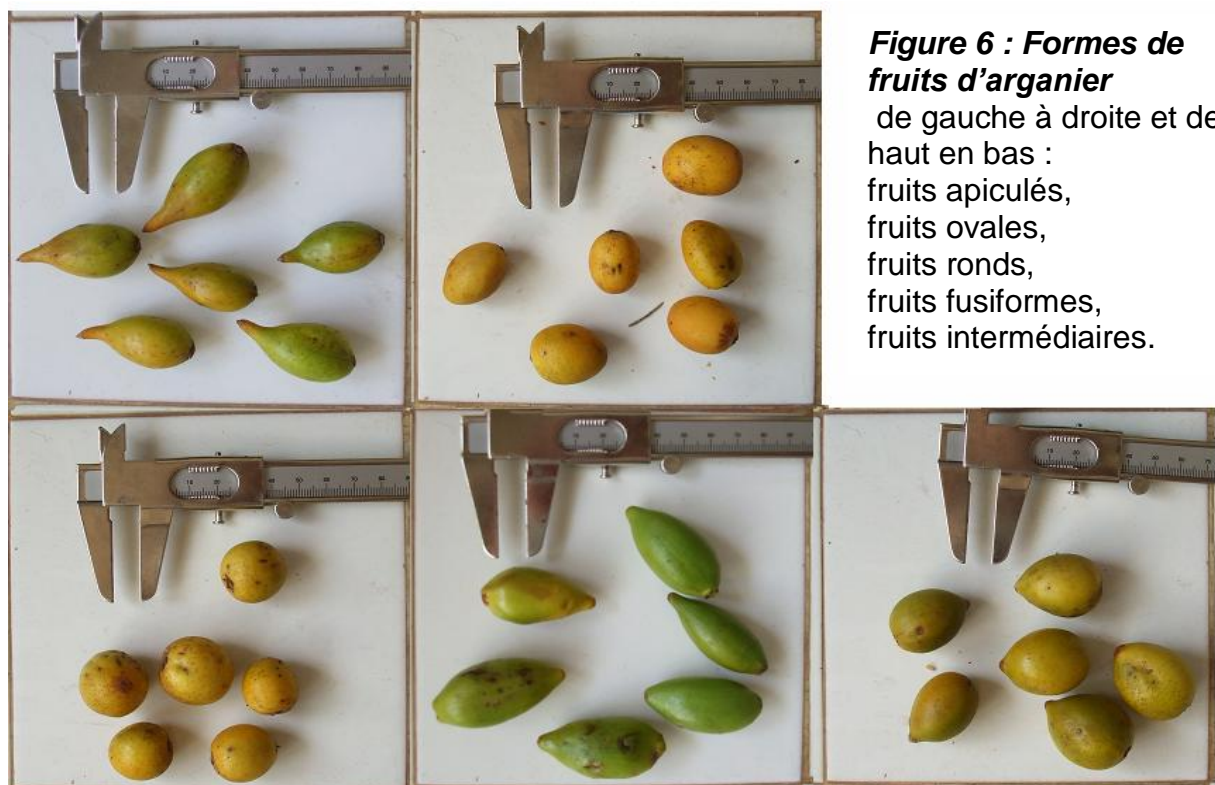 Figure 6 : Formes de
fruits d’arganier
de gauche à droite et de
haut en bas :
fruits apiculés,
fruits ovales,
fruits ronds,
fruits fusiformes,
fruits intermédiaires.